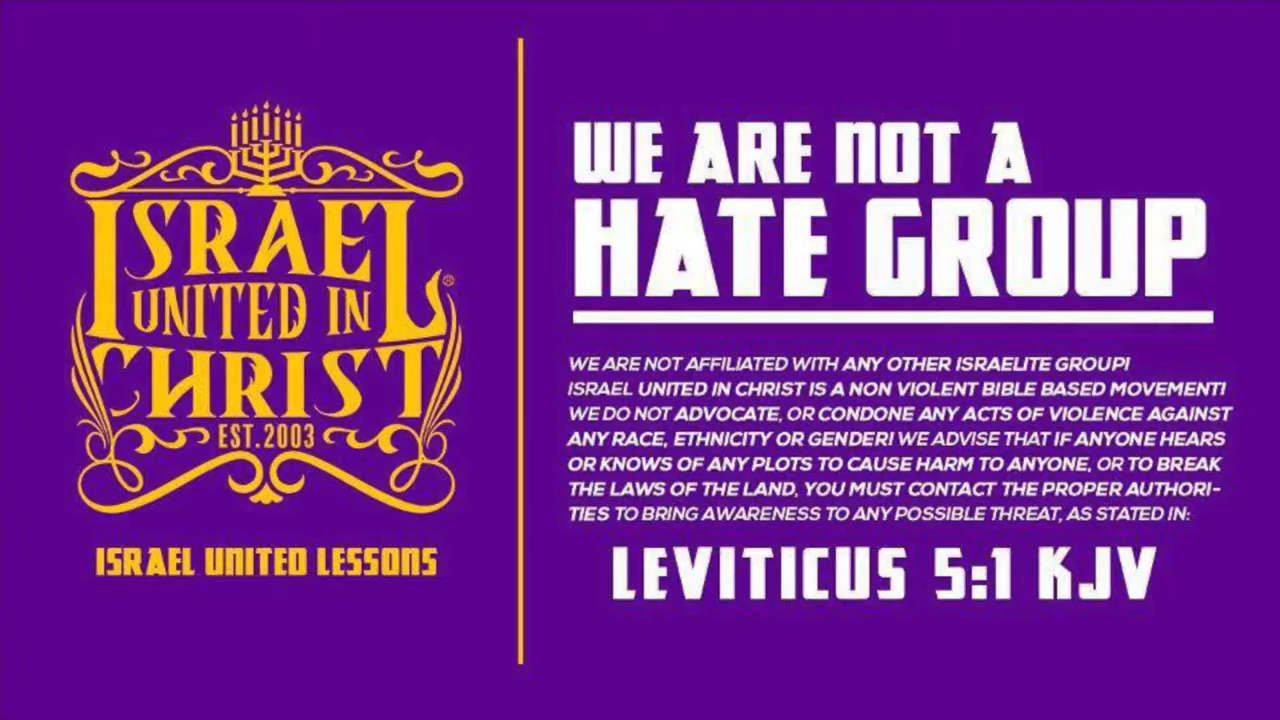 ISRAEL
UNITED IN
CHRIST
EST.2003
®
ISRAEL UNITED LESSONS
WE ARE NOT A
HATE GROUP
WE ARE NOT AFFILIATED WITH ANY OTHER ISRAELITE GROUP!
ISRAEL UNITED IN CHRIST IS A NON VIOLENT BIBLE BASED MOVEMENT!
WE DO NOT ADVOCATE, OR CONDONE ANY ACTS OF VIOLENCE AGAINST
ANY RACE, ETHNICITY OR GENDER! WE ADVISE THAT IF ANYONE HEARS
OR KNOWS OF ANY PLOTS TO CAUSE HARM TO ANYONE, OR TO BREAK
THE LAWS OF THE LAND, YOU MUST CONTACT THE PROPER AUTHORI-
TIES TO BRING AWARENESS TO ANY POSSIBLE THREAT, AS STATED IN:
LEVITICUS 5:1 KJV